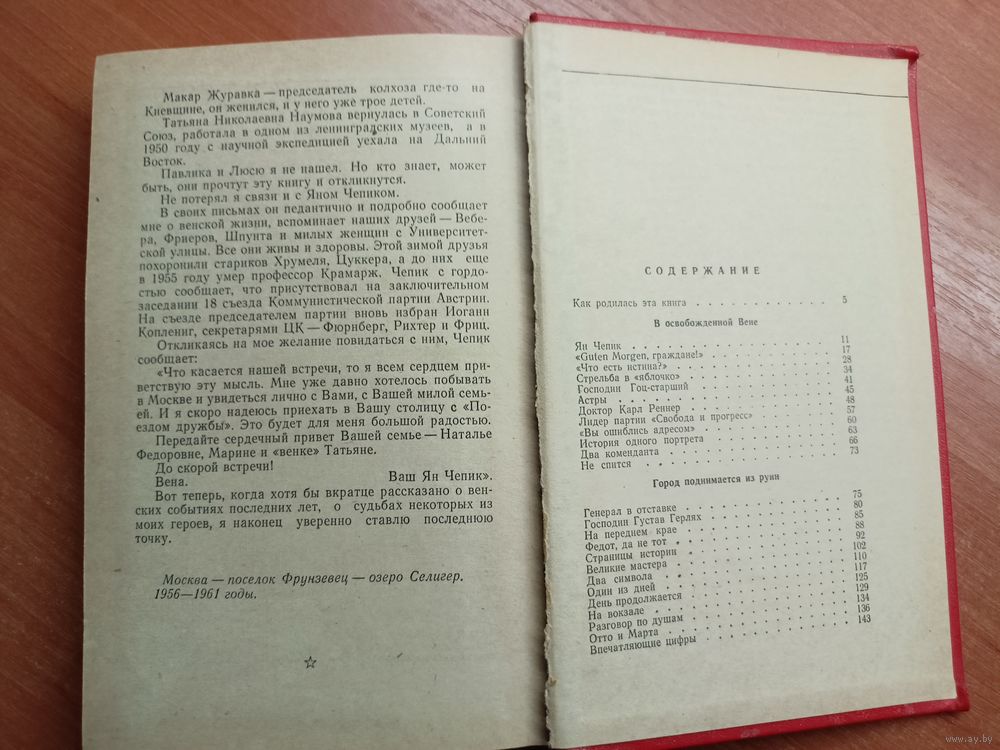 Макар Журавка — председатель колхоза где-то на
Киевщине, он женился, и у него уже трое детей.
Татьяна Николаевна Наумова вернулась в Советский
Союз, работала в одном из ленинградских музеев, а в
1950 году с научной экспедицией уехала на Дальний
Восток.
Павлика и Люсю я не нашел. Но кто знает, может
быть, они прочтут эту книгу и откликнутся.
Не потерял я связи и с Яном Чепиком.
В своих письмах он педантично и подробно сообщает
мне о венской жизни, вспоминает наших друзей — Вебе-
ра, Фриеров, Шпунта и милых женщин с Университет-
ской улицы. Все они живы и здоровы. Этой зимой друзья
похоронили стариков Хрумеля, Цуккера, а до них еще
в 1955 году умер профессор Крамарж. Чепик с гордо-
стью сообщает, что присутствовал на заключительном
заседании 18 съезда Коммунистической партии Австрии.
На съезде председателем партии вновь избран Иоганн
Коплениг, секретарями ЦК — Фюрнберг, Рихтер и Фриц.
Откликаясь на мое желание повидаться с ним, Чепик
сообщает:
«Что касается нашей встречи, то я всем сердцем при-
ветствую эту мысль. Мне уже давно хотелось побывать
в Москве и увидеться лично с Вами, с Вашей милой семь-
ей. И я скоро надеюсь приехать в Вашу столицу с «По-
ездом дружбы». Это будет для меня большой радостью.
Передайте сердечный привет Вашей семье — Наталье
Федоровне, Марине и «венке» Татьяне.
До скорой встречи!
Вена. Ваш Ян Чепик».
Вот теперь, когда хотя бы вкратце рассказано о вен-
ских событиях последних лет, о судьбах некоторых из
моих героев, я наконец уверенно ставлю последнюю
точку.
Москва — поселок Фрунзевец — озеро Селигер.
1956—1961 годы.
СОДЕРЖАНИЕ
Как родилась эта книга . . . . . . . . . . 5
В освобожденной Вене
Ян Чепик . . . . . . . . . . 11
«Guten Morgen, граждане!» . . . . . . . . . . 17
«Что есть истина?» . . . . . . . . . . 28
Стрельба в «яблочко» . . . . . . . . . . 34
Господин Гоц-старший . . . . . . . . . . 41
Астры . . . . . . . . . . 45
Доктор Карл Реннер . . . . . . . . . . 48
Лидер партии «Свобода и прогресс» . . . . . . . . . . 57
«Вы ошиблись адресом» . . . . . . . . . . 60
История одного портрета . . . . . . . . . . 63
Два коменданта . . . . . . . . . . 66
Не спится . . . . . . . . . . 73
Город поднимается из руин
Генерал в отставке . . . . . . . . . . 75
Господин Густав Герлях . . . . . . . . . . 80
На переднем крае . . . . . . . . . . 85
Федот, да не тот . . . . . . . . . . 88
Страницы истории . . . . . . . . . . 92
Великие мастера . . . . . . . . . . 102
Два символа . . . . . . . . . . 110
Один из дней . . . . . . . . . . 117
День продолжается . . . . . . . . . . 125
На вокзале . . . . . . . . . . 129
Разговор по душам . . . . . . . . . . 134
Отто и Марта . . . . . . . . . . 136
Впечатляющие цифры . . . . . . . . . . 143
www.ay.by